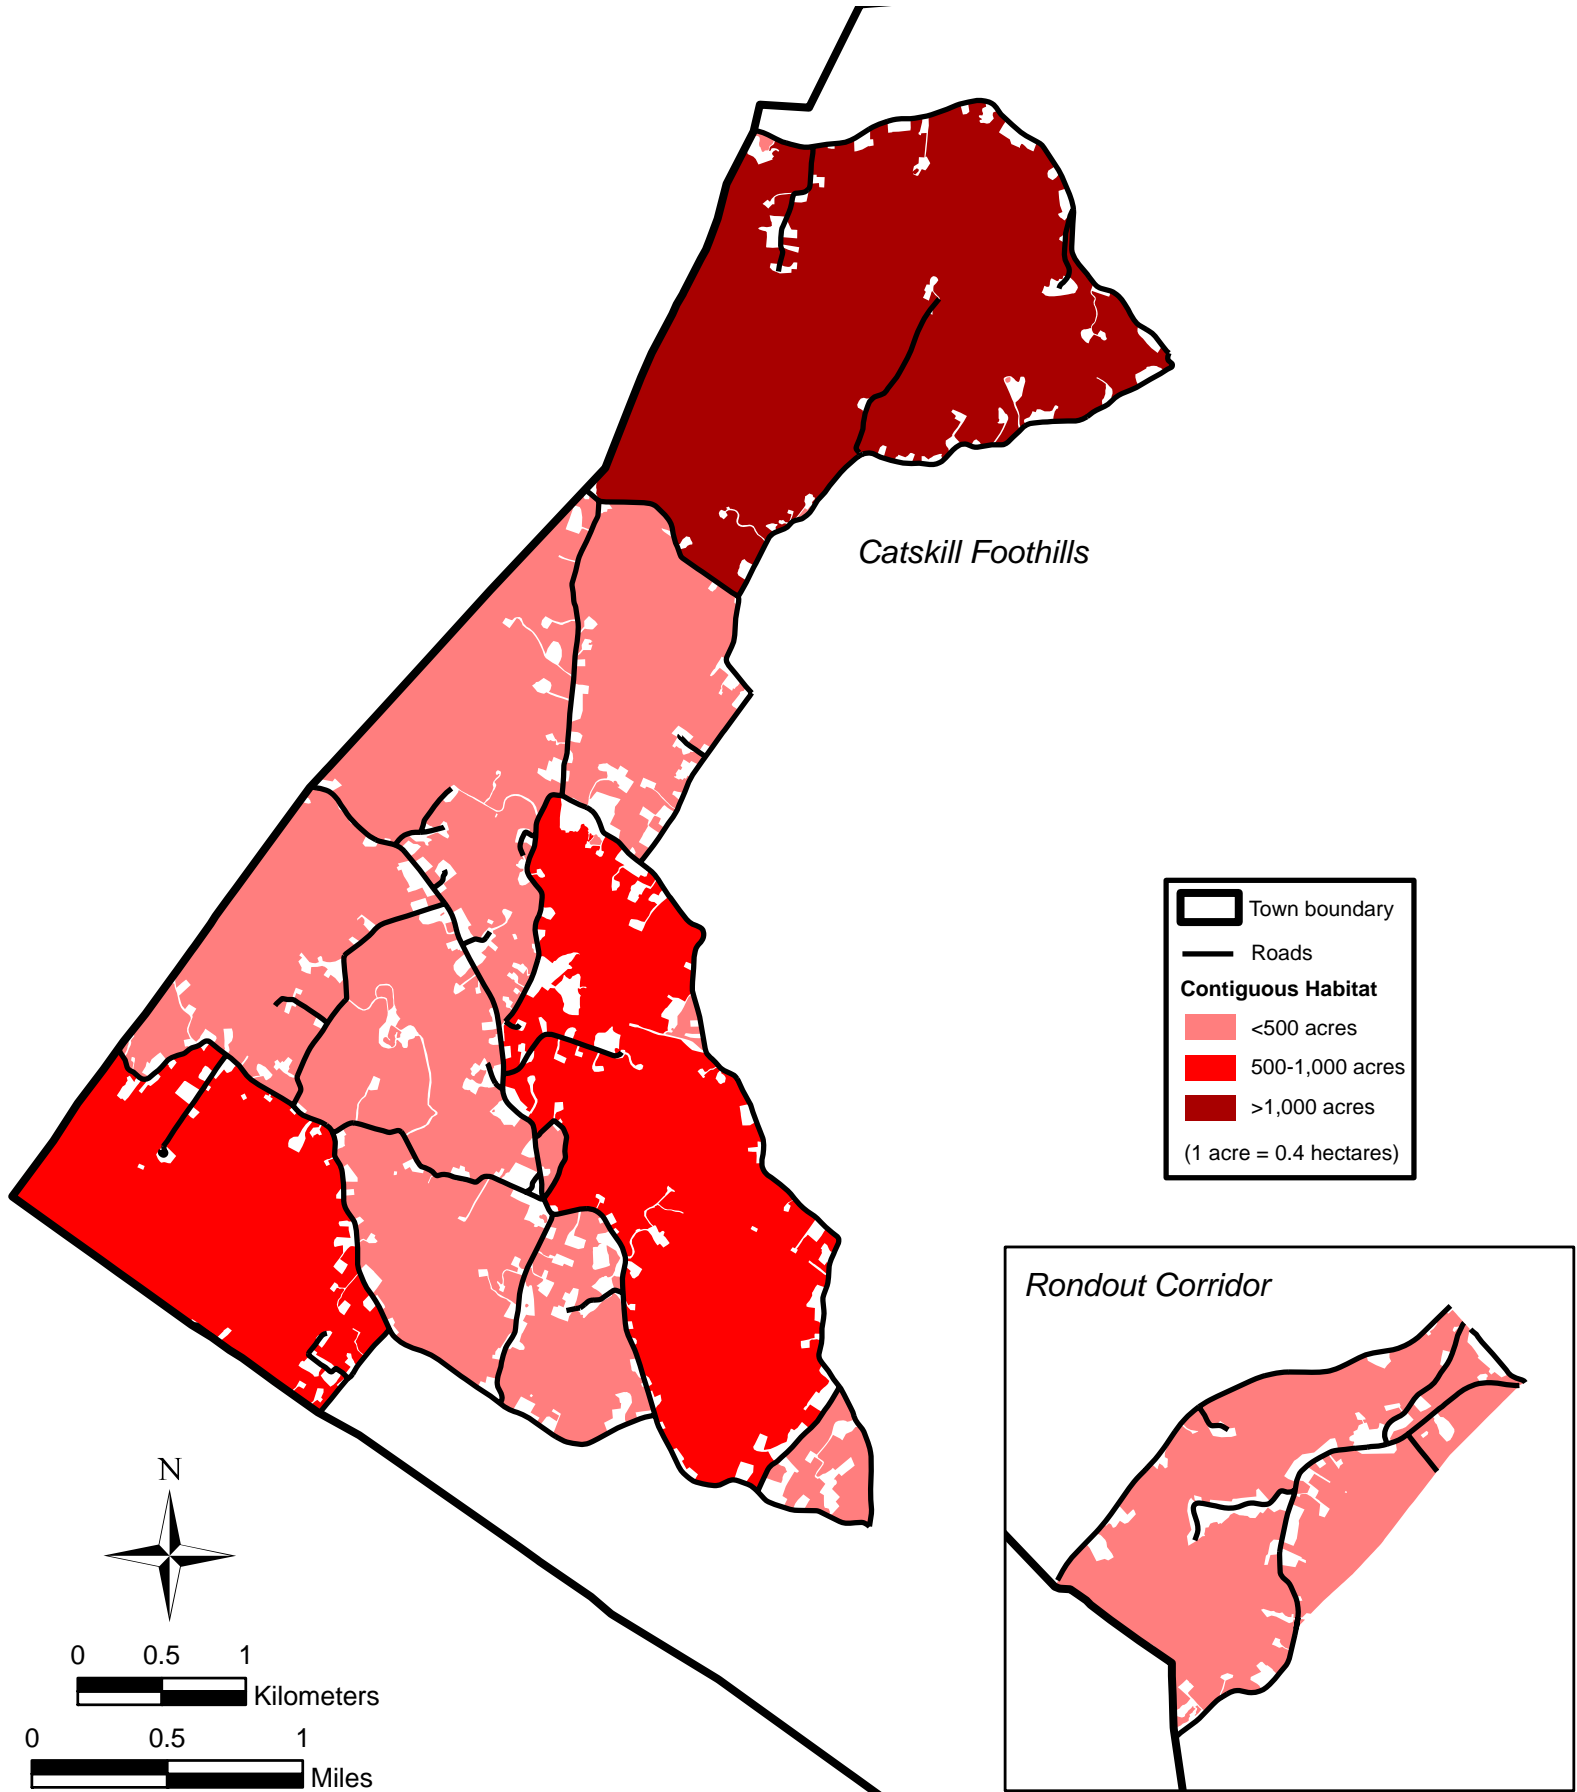 Catskill Foothills
Town boundary
Roads
Contiguous Habitat
<500 acres
500-1,000 acres
>1,000 acres
(1 acre = 0.4 hectares)
Rondout Corridor
N
0 0.5 1
Kilometers
0 0.5 1
Miles